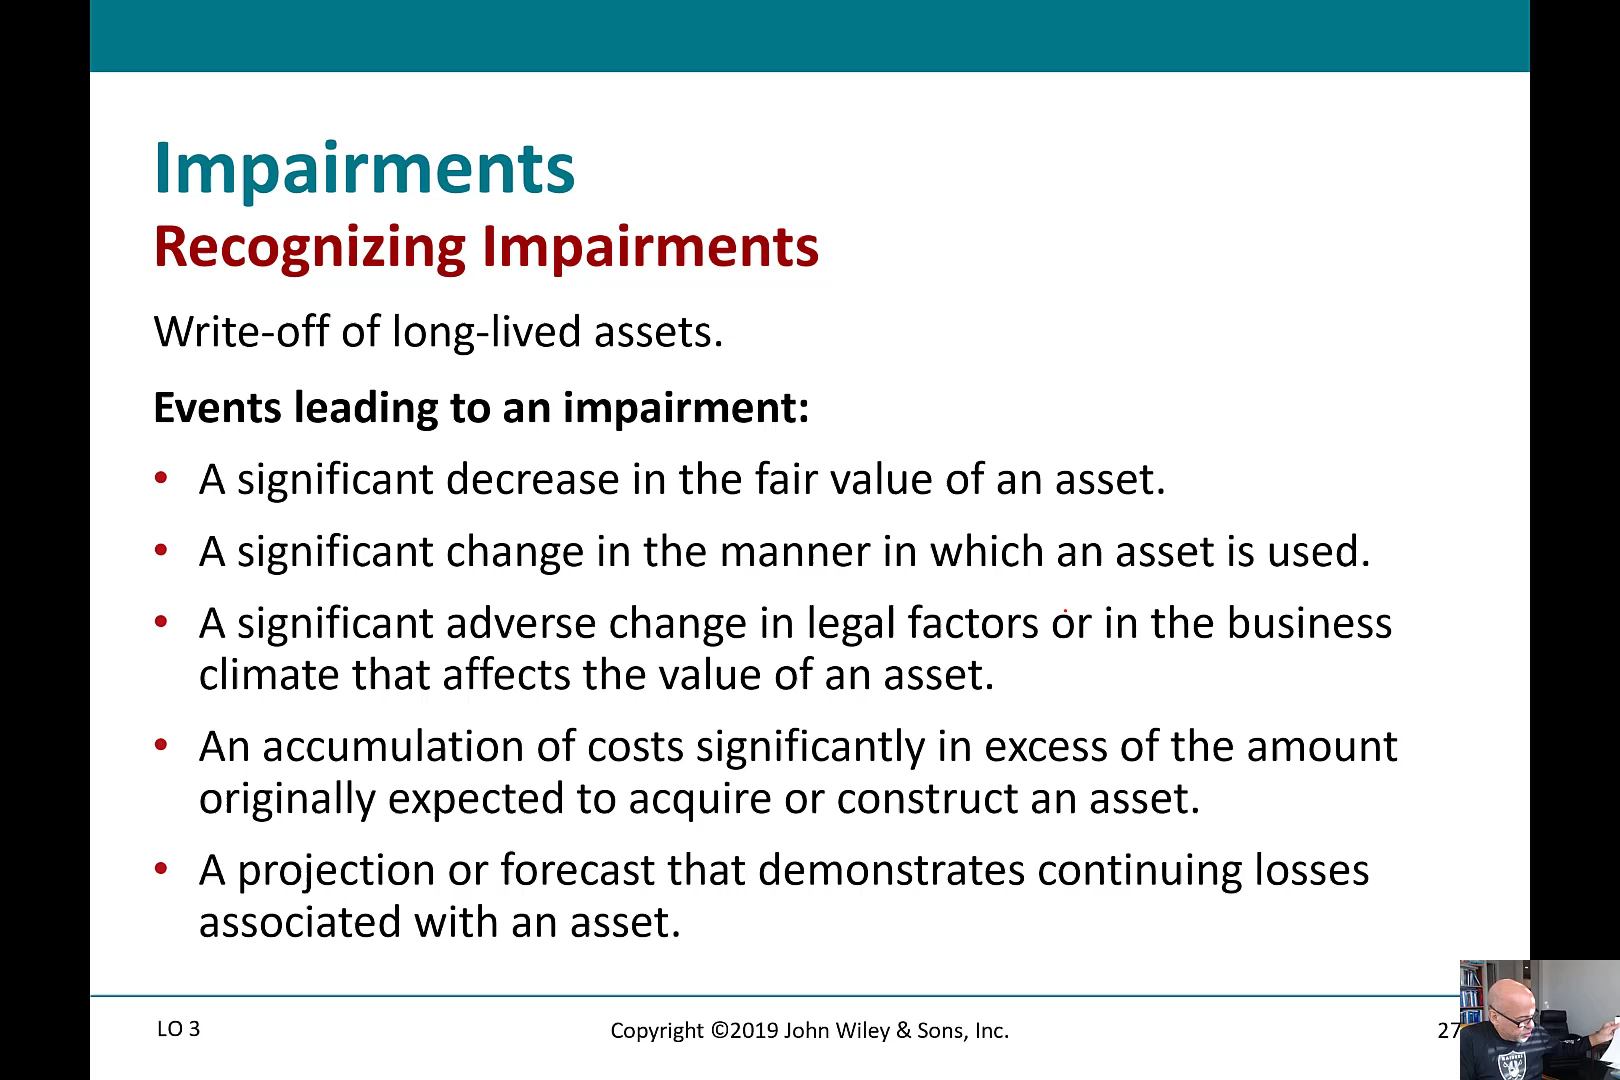 Impairments
Recognizing Impairments
Write-off of long-lived assets.
Events leading to an impairment:
• A significant decrease in the fair value of an asset.
• A significant change in the manner in which an asset is used.
• A significant adverse change in legal factors or in the business
climate that affects the value of an asset.
• An accumulation of costs significantly in excess of the amount
originally expected to acquire or construct an asset.
• A projection or forecast that demonstrates continuing losses
associated with an asset.
LO 3
Copyright ©2019 John Wiley & Sons, Inc.
27
RAIDERS